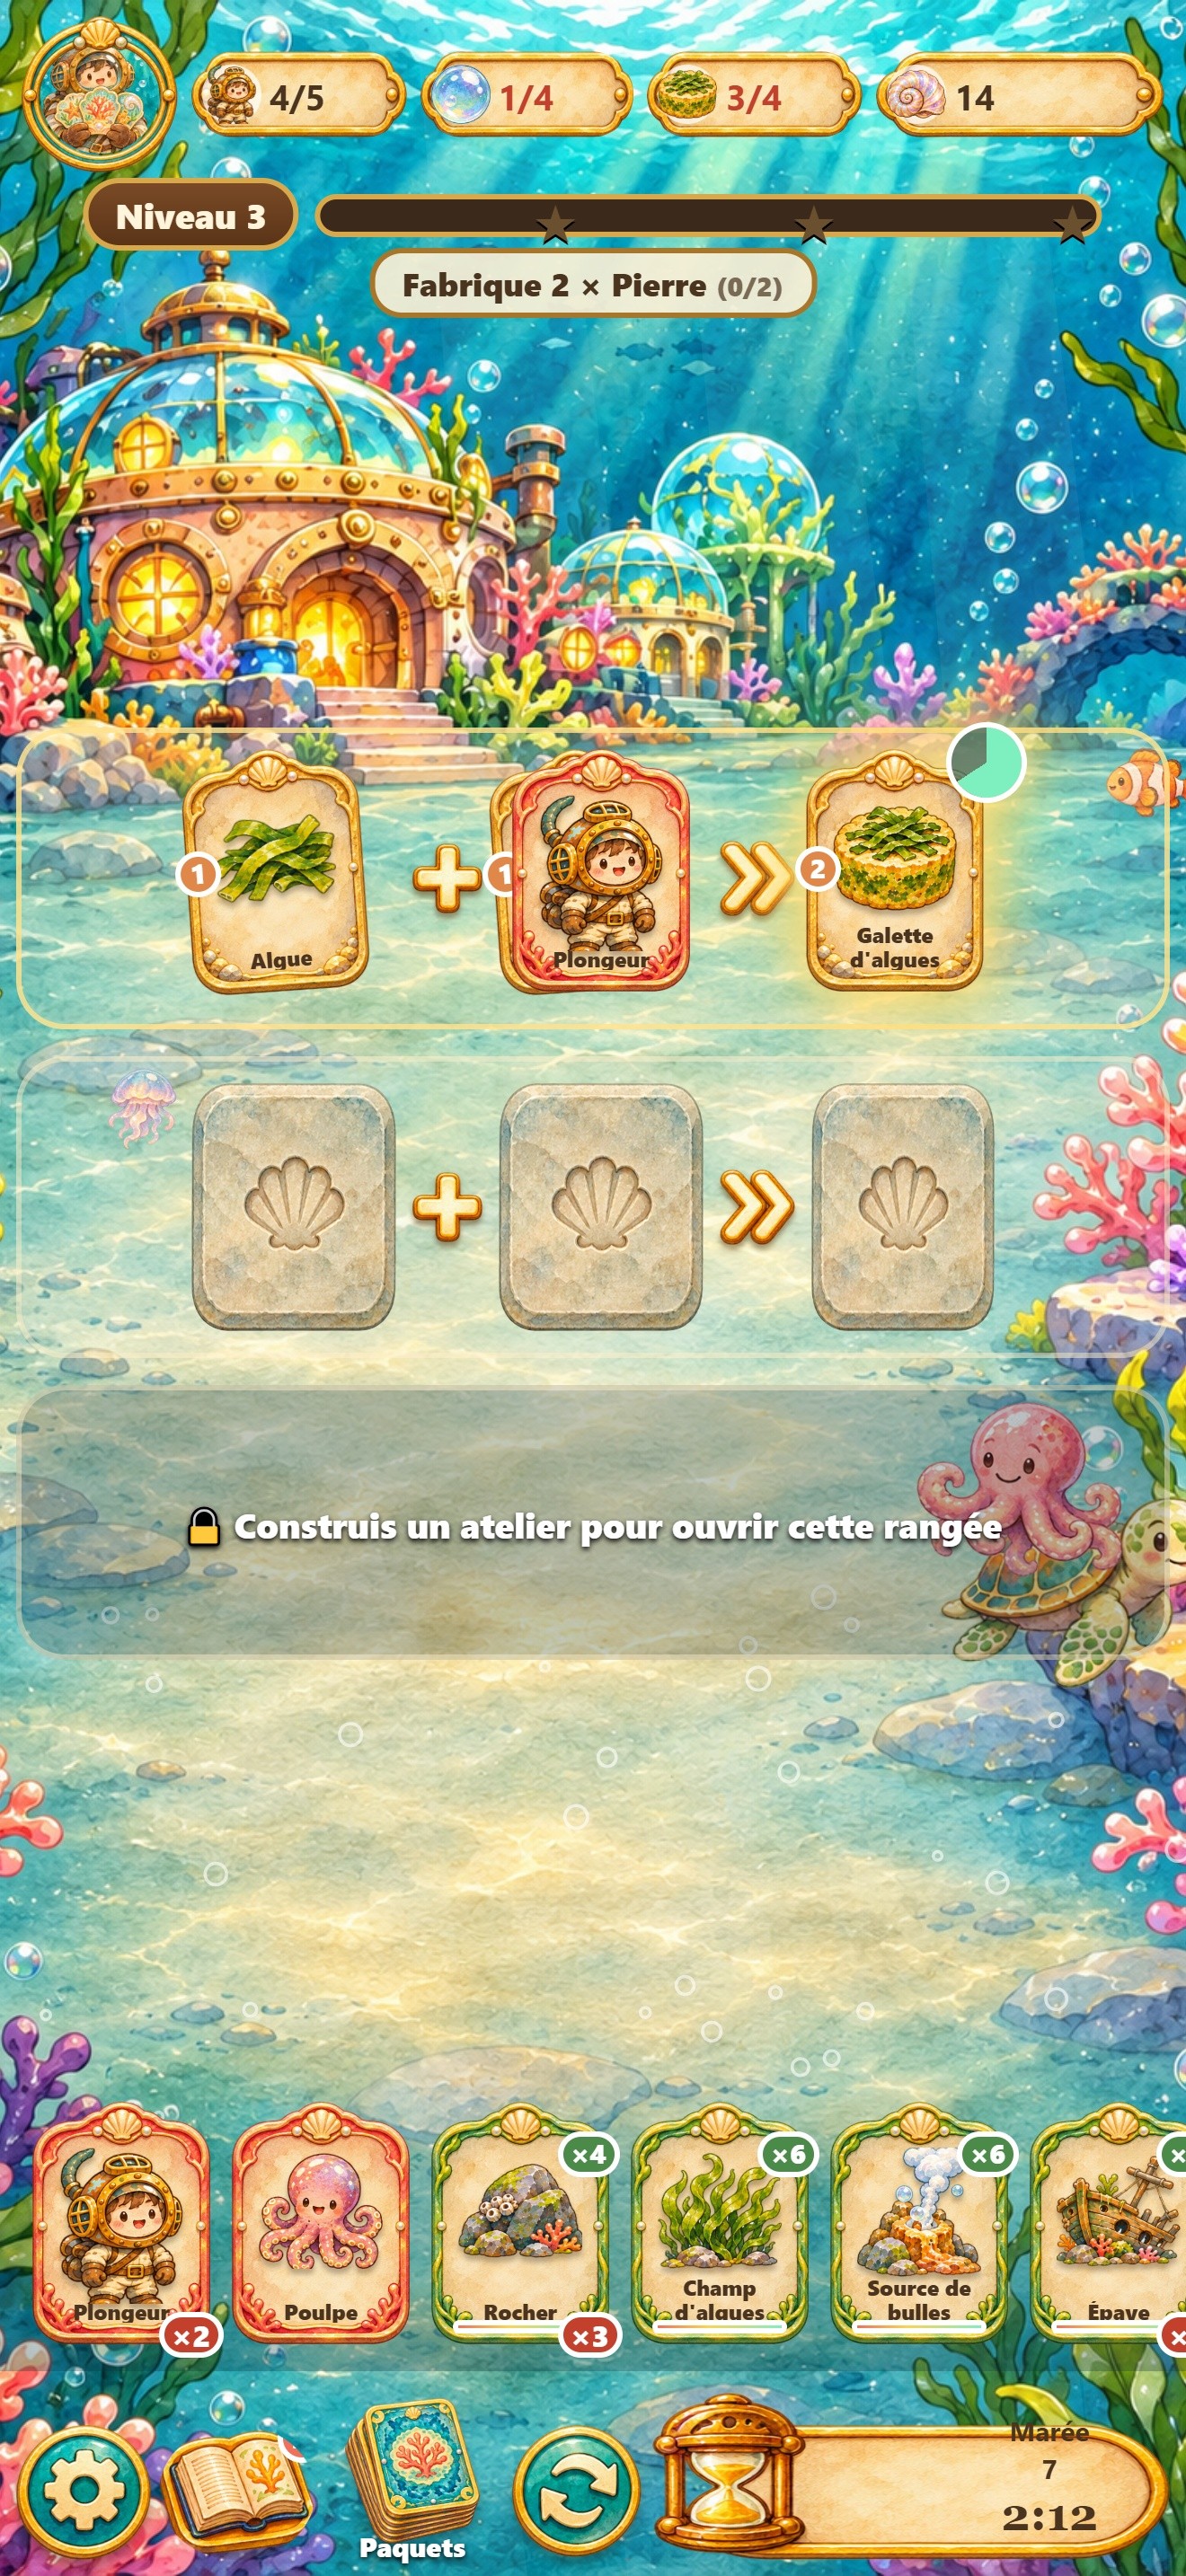 4/5
1/4
3/4
14
Niveau 3
Fabrique 2 × Pierre (0/2)
1
Algue
1
Plongeur
2
Galette
d'algues
Construis un atelier pour ouvrir cette rangée
Plongeur
×2
Poulpe
×4
Rocher
×3
×6
Champ
d'algues
×6
Source de
bulles
×
Épave
×
Paquets
Marée
7
2:12